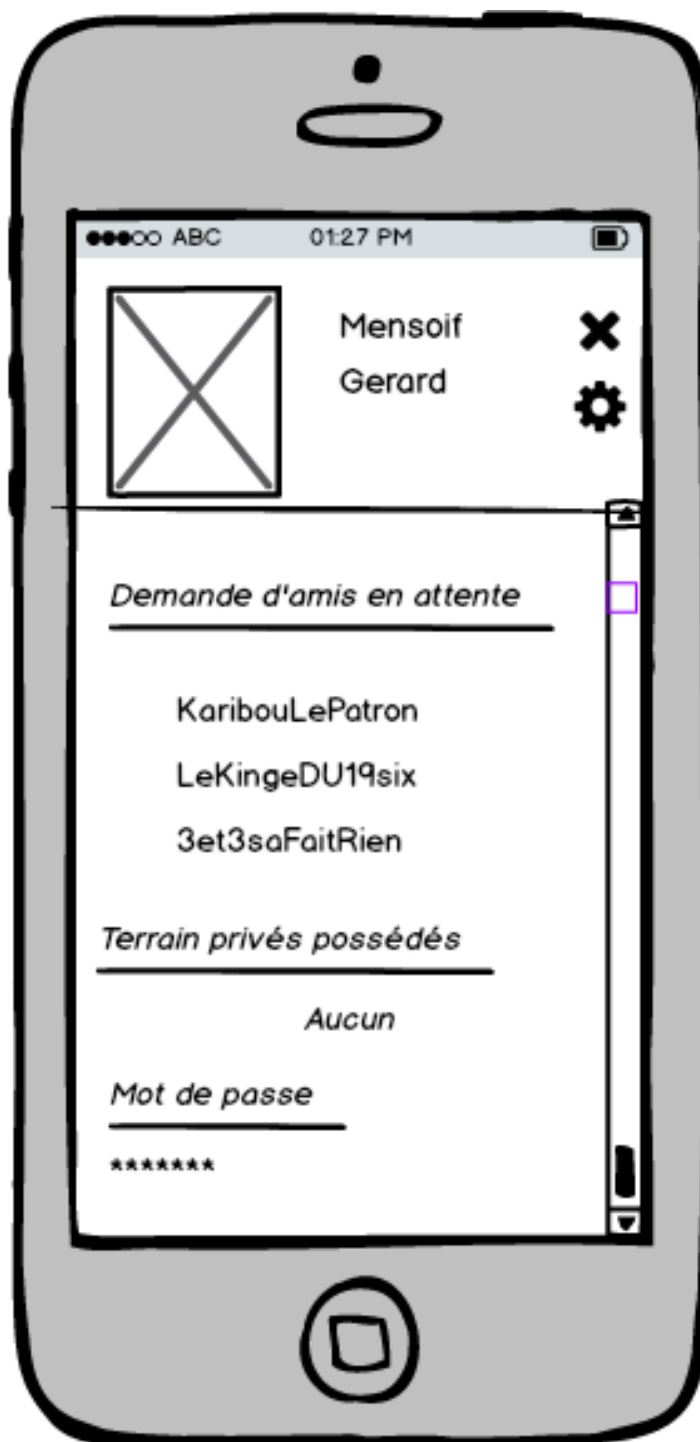 ABC 01:27 PM
Mensoif
Gerard
Demande d'amis en attente
KaribouLePatron
LeKingeDU19six
3et3saFaitRien
Terrain privés possédés
Aucun
Mot de passe
*******